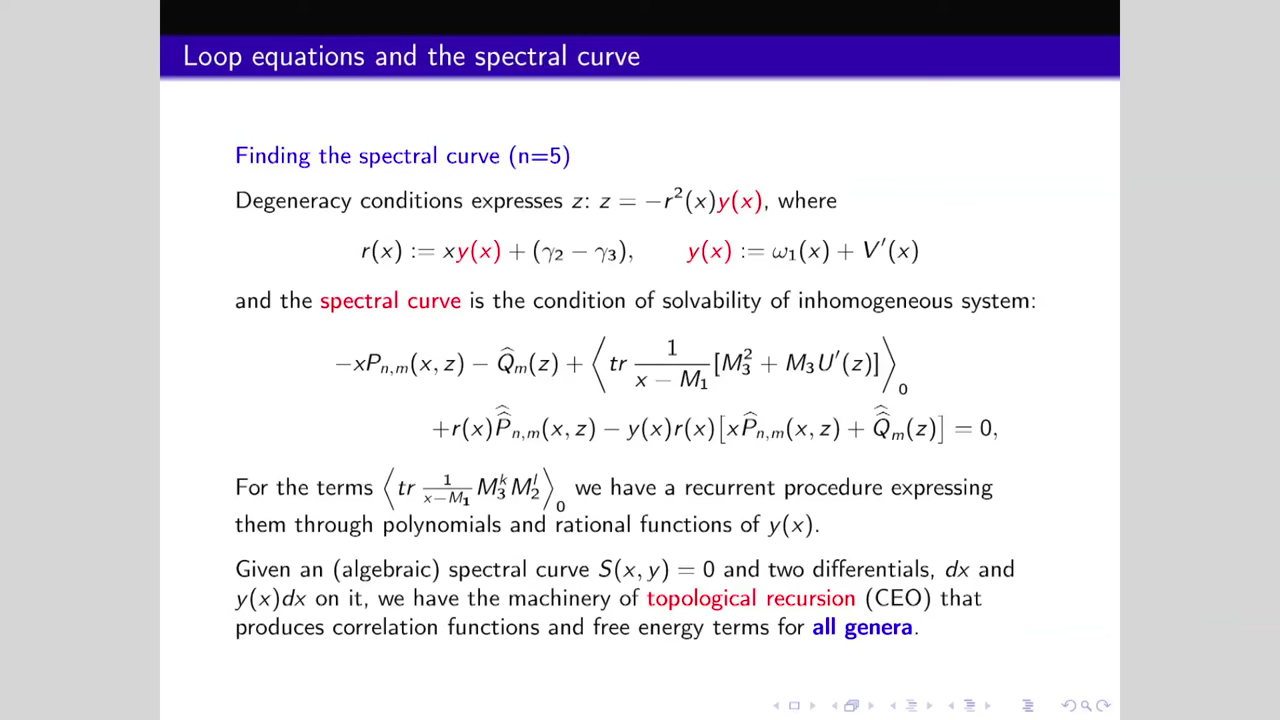 Loop equations and the spectral curve
Finding the spectral curve (n=5)
Degeneracy conditions expresses z: z = −r²(x)y(x), where
r(x) := xy(x) + (γ₂ − γ₃), y(x) := ω₁(x) + V′(x)
and the spectral curve is the condition of solvability of inhomogeneous system:
−xPₙ,ₘ(x, z) − Q̂ₘ(z) + ⟨tr 1/(x − M₁) [M₃² + M₃U′(z)]⟩₀
+r(x)P̂̂̂ₙ,ₘ(x, z) − y(x)r(x)[xP̂ₙ,ₘ(x, z) + Q̂̂̂ₘ(z)] = 0,
For the terms ⟨tr 1/(x−M₁) M₃ᵏM₂ˡ⟩₀ we have a recurrent procedure expressing
them through polynomials and rational functions of y(x).
Given an (algebraic) spectral curve S(x, y) = 0 and two differentials, dx and
y(x)dx on it, we have the machinery of topological recursion (CEO) that
produces correlation functions and free energy terms for all genera.